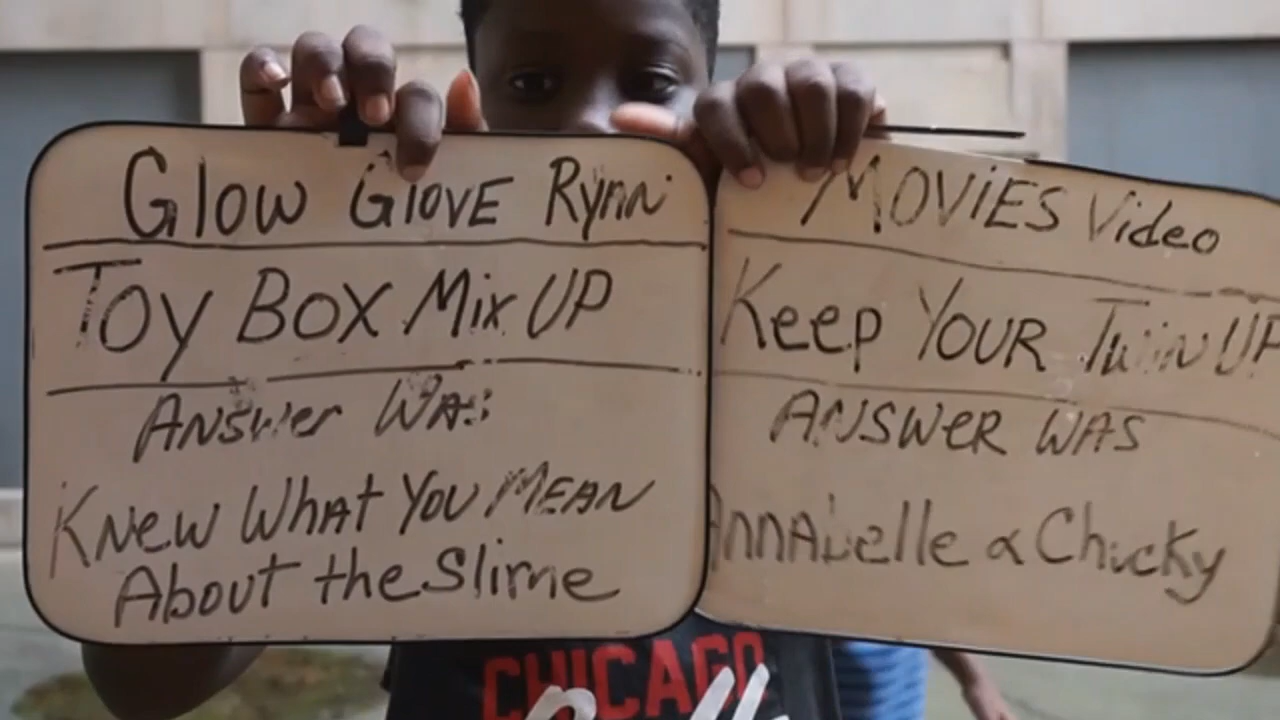 Glow GlovE Rynn
Toy Box Mix UP
Answer Was:
Knew What You MEAN
About the Slime
MOViES Video
Keep YOUR Twin UP
ANSWER WAS
Annabelle & Chucky
CHICAGO
Bulls